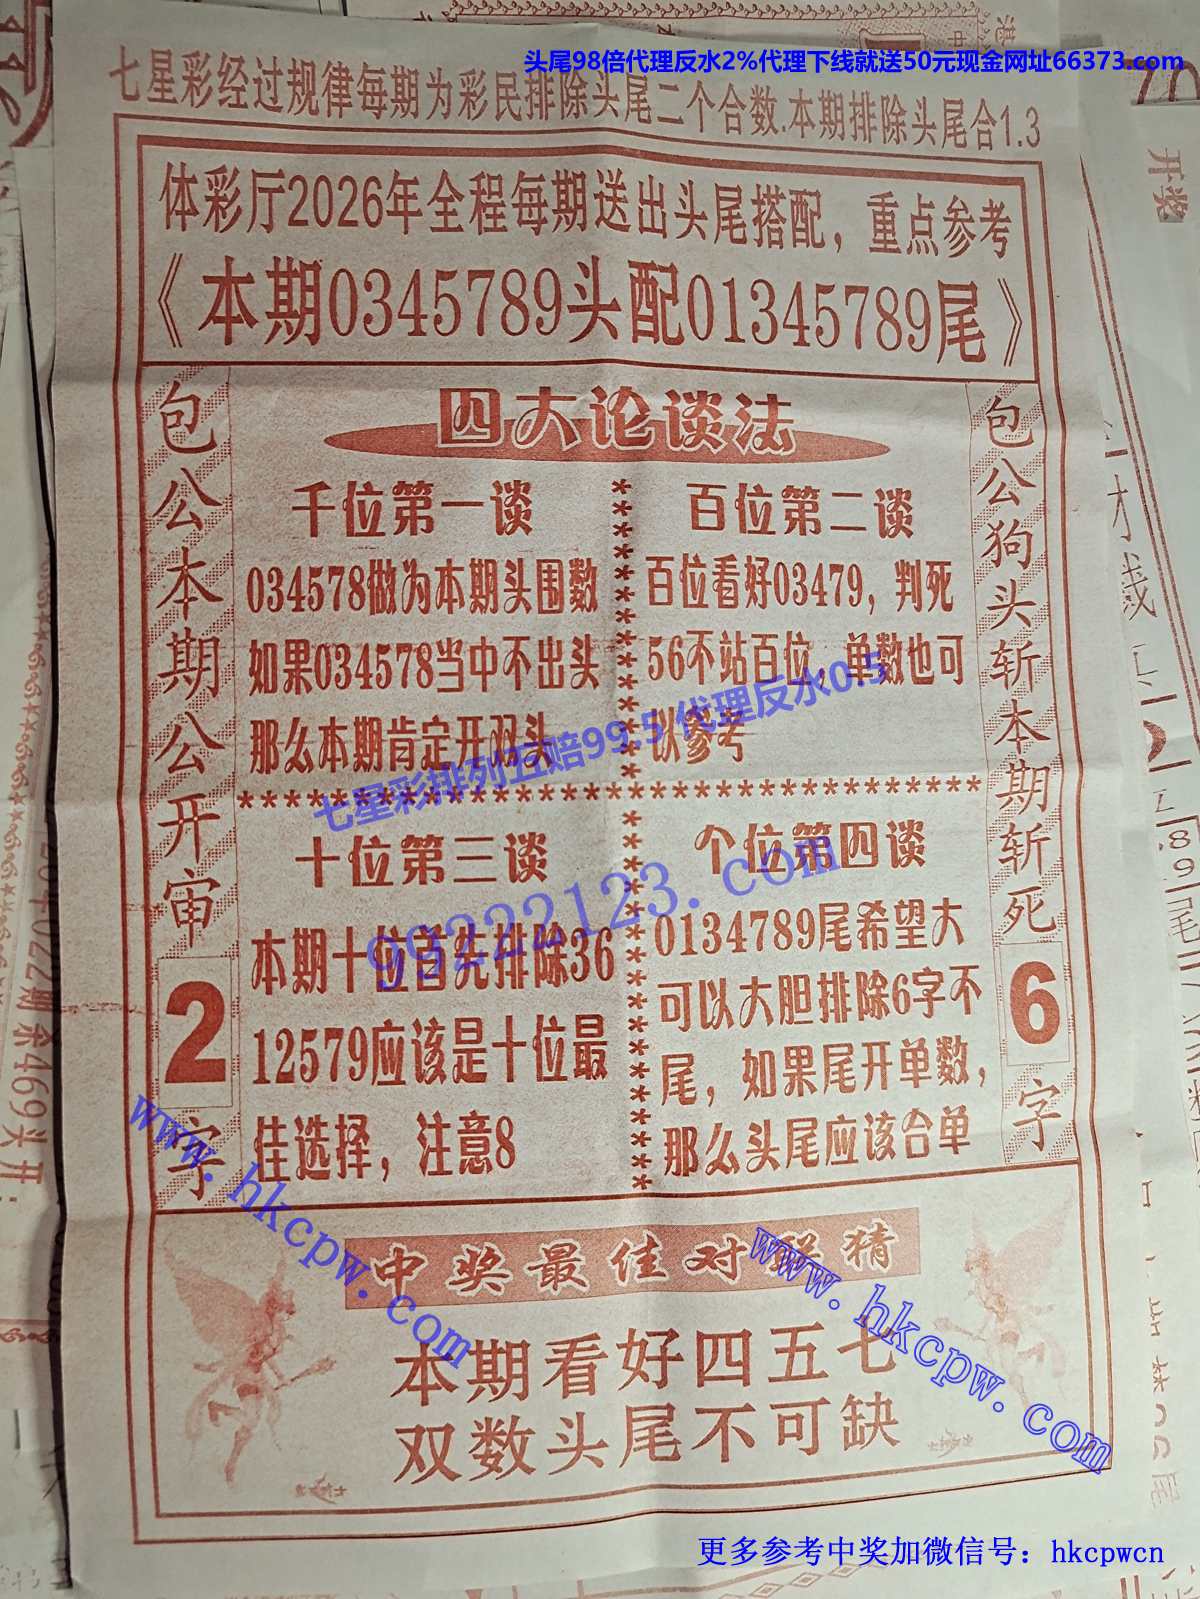 头尾98倍代理反水2%代理下线就送50元现金网址66373.com
七星彩经过规律每期为彩民排除头尾二个合数.本期排除头尾合1.3
体彩厅2026年全程每期送出头尾搭配，重点参考
《本期0345789头配01345789尾》
包公本期公开审2字
四大论谈法
千位第一谈
034578做为本期头围数
如果034578当中不出头
那么本期肯定开双头
百位第二谈
百位看好03479，判死
56不站百位，单数也可
以参考
十位第三谈
本期十位首先排除36
12579应该是十位最
佳选择，注意8
个位第四谈
0134789尾希望大
可以大胆排除6字不
尾，如果尾开单数，
那么头尾应该合单
包公狗头斩本期斩死6字
七星彩排列五赔99.5 代理反水0.5
99222123.com
www.hkcpw.com
www.hkcpw.com
中奖最佳对联猜
本期看好四五七
双数头尾不可缺
更多参考中奖加微信号：hkcpwcn
开奖